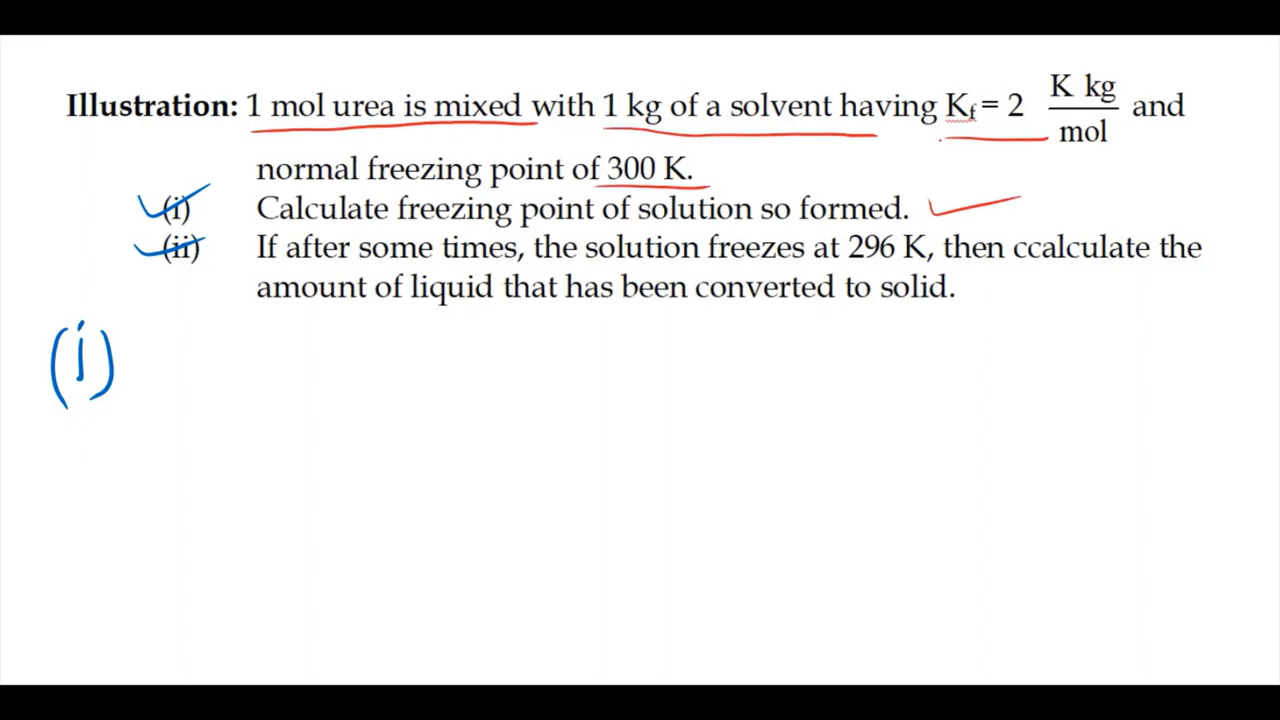 Illustration: 1 mol urea is mixed with 1 kg of a solvent having Kf = 2 K kg/mol and
normal freezing point of 300 K.
(i) Calculate freezing point of solution so formed.
(ii) If after some times, the solution freezes at 296 K, then ccalculate the
amount of liquid that has been converted to solid.
(i)